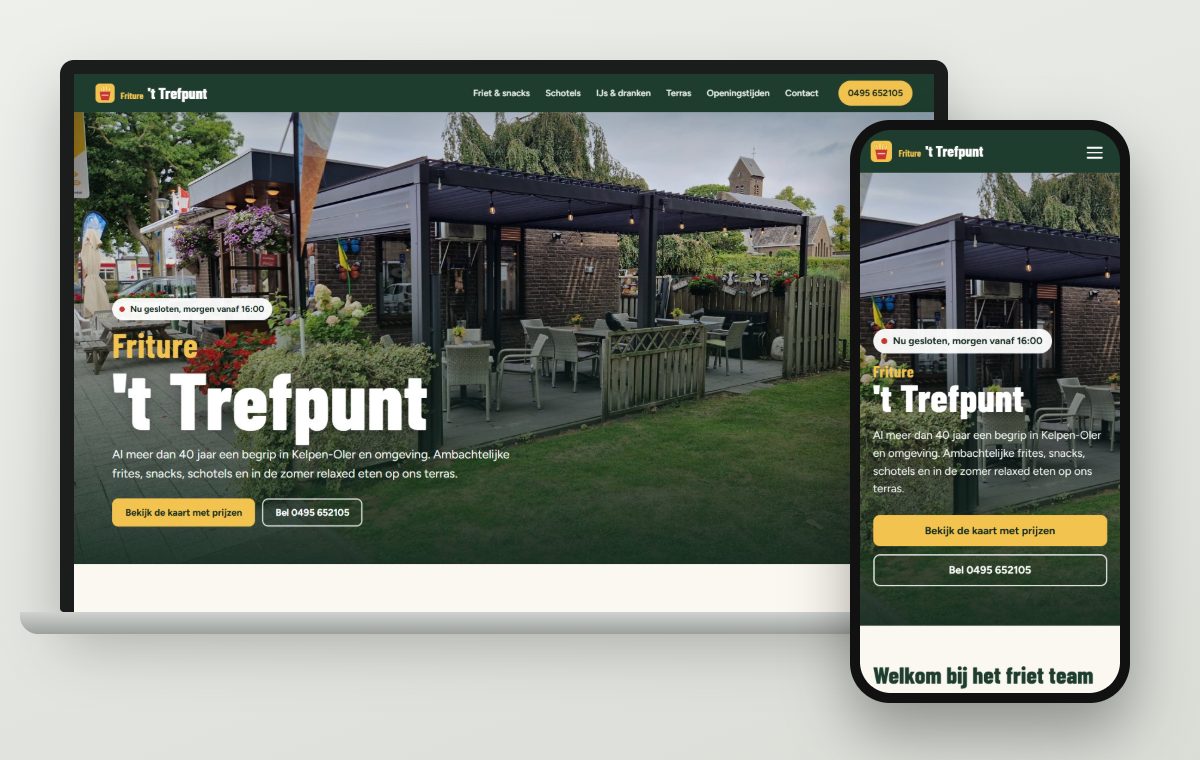 Friture 't Trefpunt
Friet & snacks
Schotels
IJs & dranken
Terras
Openingstijden
Contact
0495 652105
Nu gesloten, morgen vanaf 16:00
Friture
't Trefpunt
Al meer dan 40 jaar een begrip in Kelpen-Oler en omgeving. Ambachtelijke
frites, snacks, schotels en in de zomer relaxed eten op ons terras.
Bekijk de kaart met prijzen
Bel 0495 652105
Friture 't Trefpunt
Nu gesloten, morgen vanaf 16:00
Friture
't Trefpunt
Al meer dan 40 jaar een begrip in Kelpen-Oler
en omgeving. Ambachtelijke frites, snacks,
schotels en in de zomer relaxed eten op ons
terras.
Bekijk de kaart met prijzen
Bel 0495 652105
Welkom bij het friet team